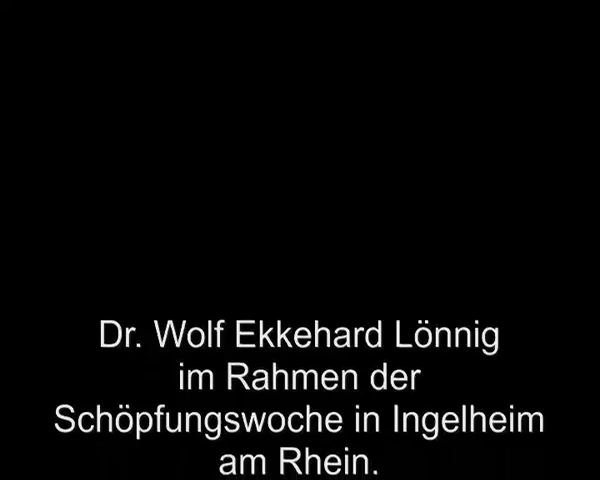 Dr. Wolf Ekkehard Lönnig
im Rahmen der
Schöpfungswoche in Ingelheim
am Rhein.